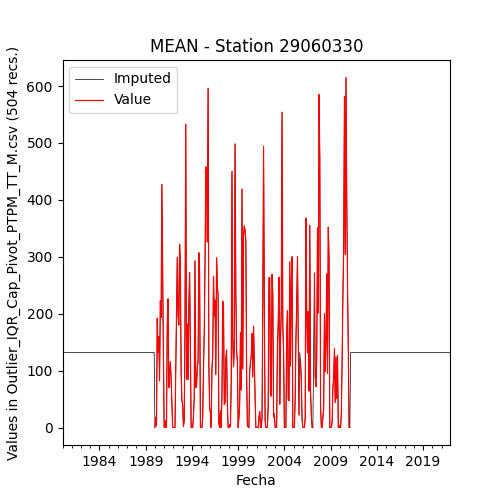 MEAN - Station 29060330
Values in Outlier_IQR_Cap_Pivot_PTPM_TT_M.csv (504 recs.)
Imputed
Value
600
500
400
300
200
100
0
1984 1989 1994 1999 2004 2009 2014 2019
Fecha